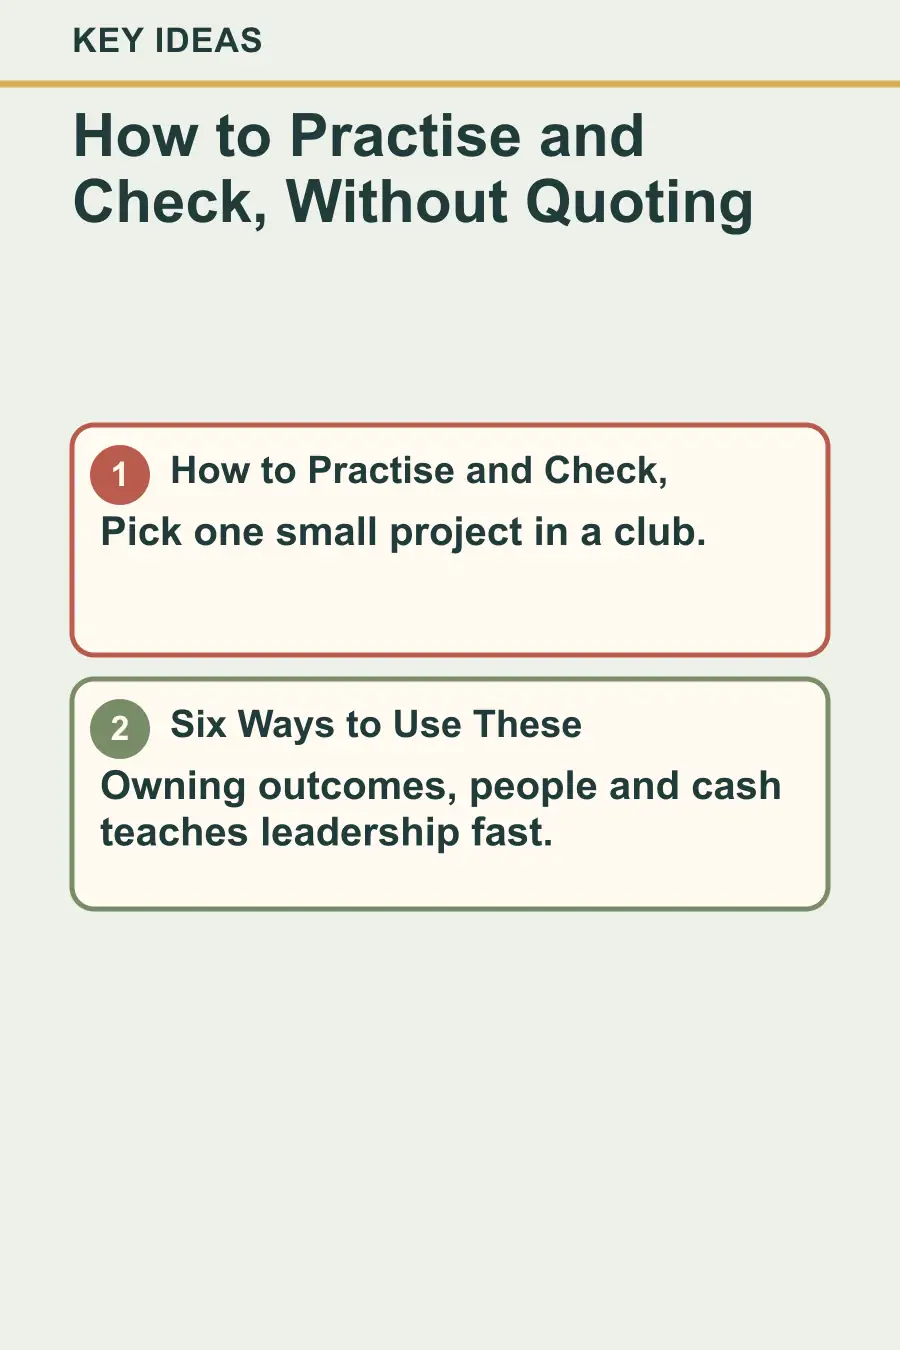 KEY IDEAS
How to Practise and
Check, Without Quoting
1
How to Practise and Check,
Pick one small project in a club.
2
Six Ways to Use These
Owning outcomes, people and cash
teaches leadership fast.